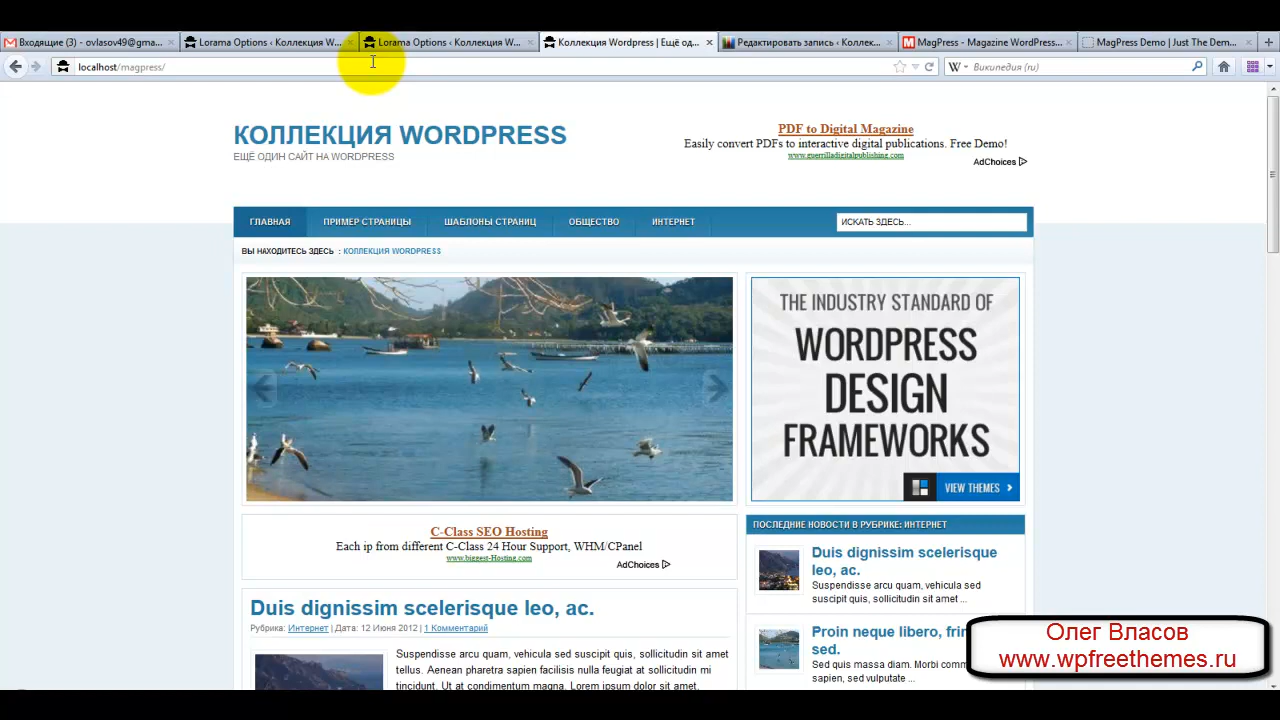 Входящие (3) - ovlasov49@gma...
Lorama Options ‹ Коллекция W...
Lorama Options ‹ Коллекция W...
Коллекция Wordpress | Ещё од...
Редактировать запись ‹ Коллек...
MagPress - Magazine WordPress...
MagPress Demo | Just The Dem...
localhost/magpress/
W
Википедия (ru)
КОЛЛЕКЦИЯ WORDPRESS
ЕЩЁ ОДИН САЙТ НА WORDPRESS
PDF to Digital Magazine
Easily convert PDFs to interactive digital publications. Free Demo!
www.guerrilladigitalpublishing.com
AdChoices
ГЛАВНАЯ
ПРИМЕР СТРАНИЦЫ
ШАБЛОНЫ СТРАНИЦ
ОБЩЕСТВО
ИНТЕРНЕТ
ИСКАТЬ ЗДЕСЬ...
ВЫ НАХОДИТЕСЬ ЗДЕСЬ : КОЛЛЕКЦИЯ WORDPRESS
THE INDUSTRY STANDARD OF
WORDPRESS
DESIGN
FRAMEWORKS
VIEW THEMES
C-Class SEO Hosting
Each ip from different C-Class 24 Hour Support, WHM/CPanel
www.biggest-Hosting.com
AdChoices
ПОСЛЕДНИЕ НОВОСТИ В РУБРИКЕ: ИНТЕРНЕТ
Duis dignissim scelerisque
leo, ac.
Suspendisse arcu quam, vehicula sed
suscipit quis, sollicitudin sit amet ...
Duis dignissim scelerisque leo, ac.
Рубрика: Интернет | Дата: 12 Июня 2012 | 1 Комментарий
Suspendisse arcu quam, vehicula sed suscipit quis, sollicitudin sit amet
tellus. Aenean pharetra sapien facilisis nulla feugiat at sollicitudin mi
tincidunt. Ut at condimentum magna. Lorem ipsum dolor sit amet,
Proin neque libero, frin
sed.
Sed quis massa diam. Morbi comm
sapien, sed vulputate ...
Олег Власов
www.wpfreethemes.ru